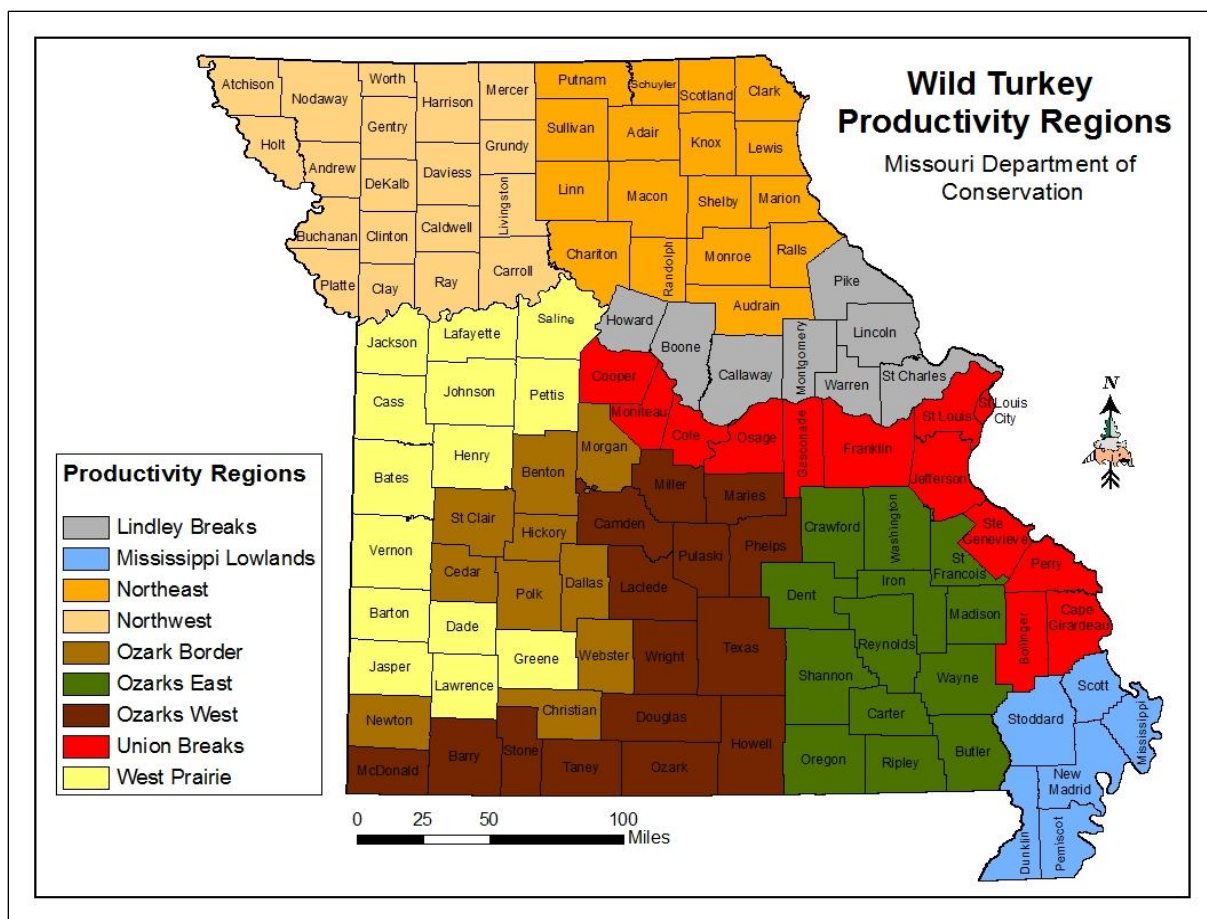 Wild Turkey
Productivity Regions
Missouri Department of
Conservation
Atchison
Nodaway
Worth
Harrison
Mercer
Putnam
Schuyler
Scotland
Clark
Holt
Gentry
Andrew
DeKalb
Daviess
Grundy
Sullivan
Adair
Knox
Lewis
Linn
Macon
Shelby
Marion
Livingston
Buchanan
Clinton
Caldwell
Chariton
Randolph
Monroe
Ralls
Platte
Clay
Ray
Carroll
Audrain
Pike
Jackson
Lafayette
Saline
Howard
Boone
Callaway
Montgomery
Lincoln
Warren
St Charles
Cass
Johnson
Pettis
Cooper
Moniteau
Cole
Osage
Gasconade
Franklin
St Louis
St Louis
City
Jefferson
Bates
Henry
Benton
Morgan
Miller
Maries
St Clair
Hickory
Camden
Pulaski
Phelps
Crawford
Washington
Ste
Genevieve
St
Francois
Perry
Vernon
Cedar
Polk
Dallas
Laclede
Dent
Iron
Madison
Bollinger
Cape
Girardeau
Barton
Dade
Greene
Webster
Wright
Texas
Reynolds
Shannon
Wayne
Jasper
Lawrence
Christian
Douglas
Howell
Carter
Butler
Stoddard
Scott
Mississippi
Newton
McDonald
Barry
Stone
Taney
Ozark
Oregon
Ripley
New
Madrid
Dunklin
Pemiscot
N
Productivity Regions
Lindley Breaks
Mississippi Lowlands
Northeast
Northwest
Ozark Border
Ozarks East
Ozarks West
Union Breaks
West Prairie
0 25 50 100
Miles